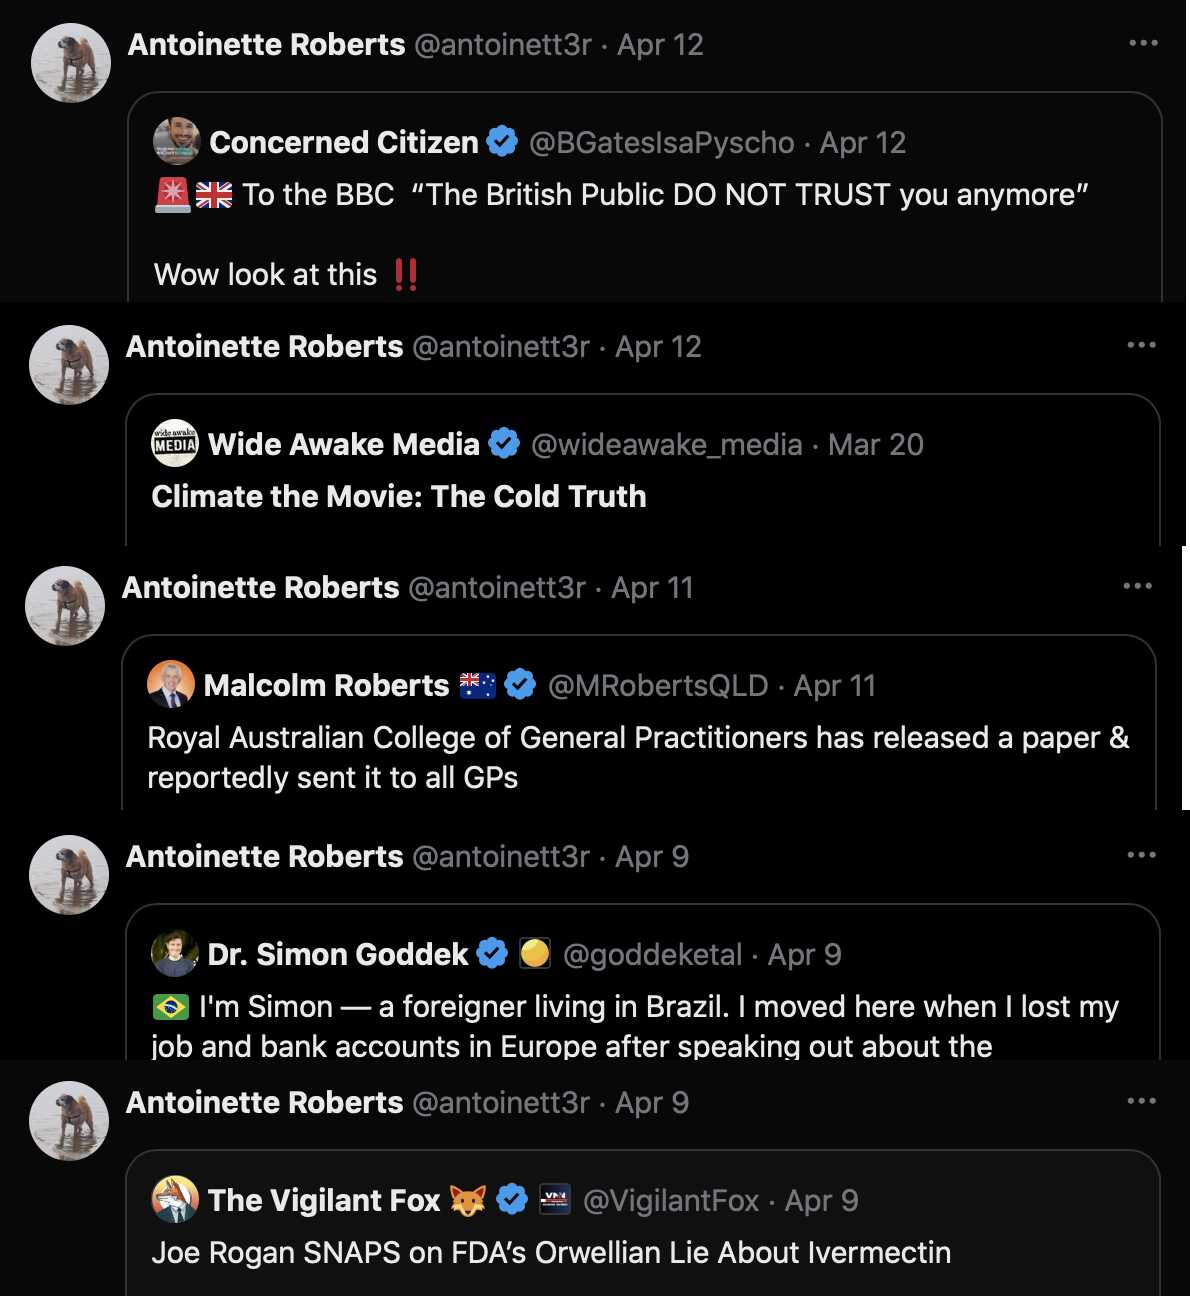 Antoinette Roberts @antoinett3r · Apr 12
Concerned Citizen @BGatesIsaPyscho · Apr 12
To the BBC “The British Public DO NOT TRUST you anymore”
Wow look at this ‼️
Antoinette Roberts @antoinett3r · Apr 12
wide awake
MEDIA
Wide Awake Media @wideawake_media · Mar 20
Climate the Movie: The Cold Truth
Antoinette Roberts @antoinett3r · Apr 11
Malcolm Roberts 🇦🇺 @MRobertsQLD · Apr 11
Royal Australian College of General Practitioners has released a paper &
reportedly sent it to all GPs
Antoinette Roberts @antoinett3r · Apr 9
Dr. Simon Goddek @goddeketal · Apr 9
🇧🇷 I'm Simon — a foreigner living in Brazil. I moved here when I lost my
job and bank accounts in Europe after speaking out about the
Antoinette Roberts @antoinett3r · Apr 9
The Vigilant Fox 🦊 @VigilantFox · Apr 9
Joe Rogan SNAPS on FDA’s Orwellian Lie About Ivermectin